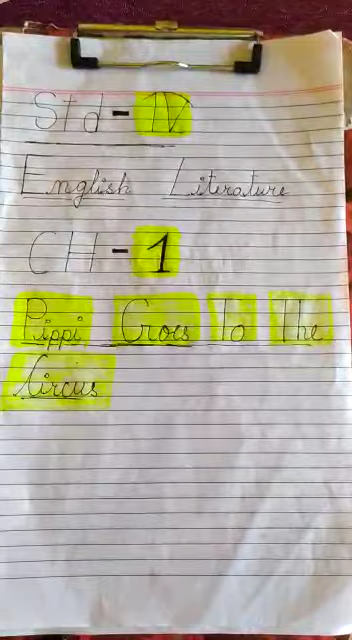 Std - IV
English Literature
CH - 1
Pippi Goes To The
Circus